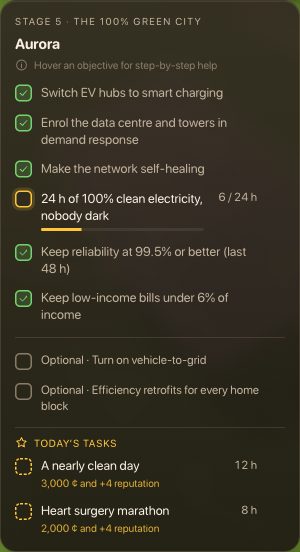 STAGE 5 · THE 100% GREEN CITY
Aurora
Hover an objective for step-by-step help
Switch EV hubs to smart charging
Enrol the data centre and towers in
demand response
Make the network self-healing
24 h of 100% clean electricity, 6 / 24 h
nobody dark
Keep reliability at 99.5% or better (last
48 h)
Keep low-income bills under 6% of
income
Optional · Turn on vehicle-to-grid
Optional · Efficiency retrofits for every home
block
TODAY'S TASKS
A nearly clean day 12 h
3,000 ¢ and +4 reputation
Heart surgery marathon 8 h
2,000 ¢ and +4 reputation